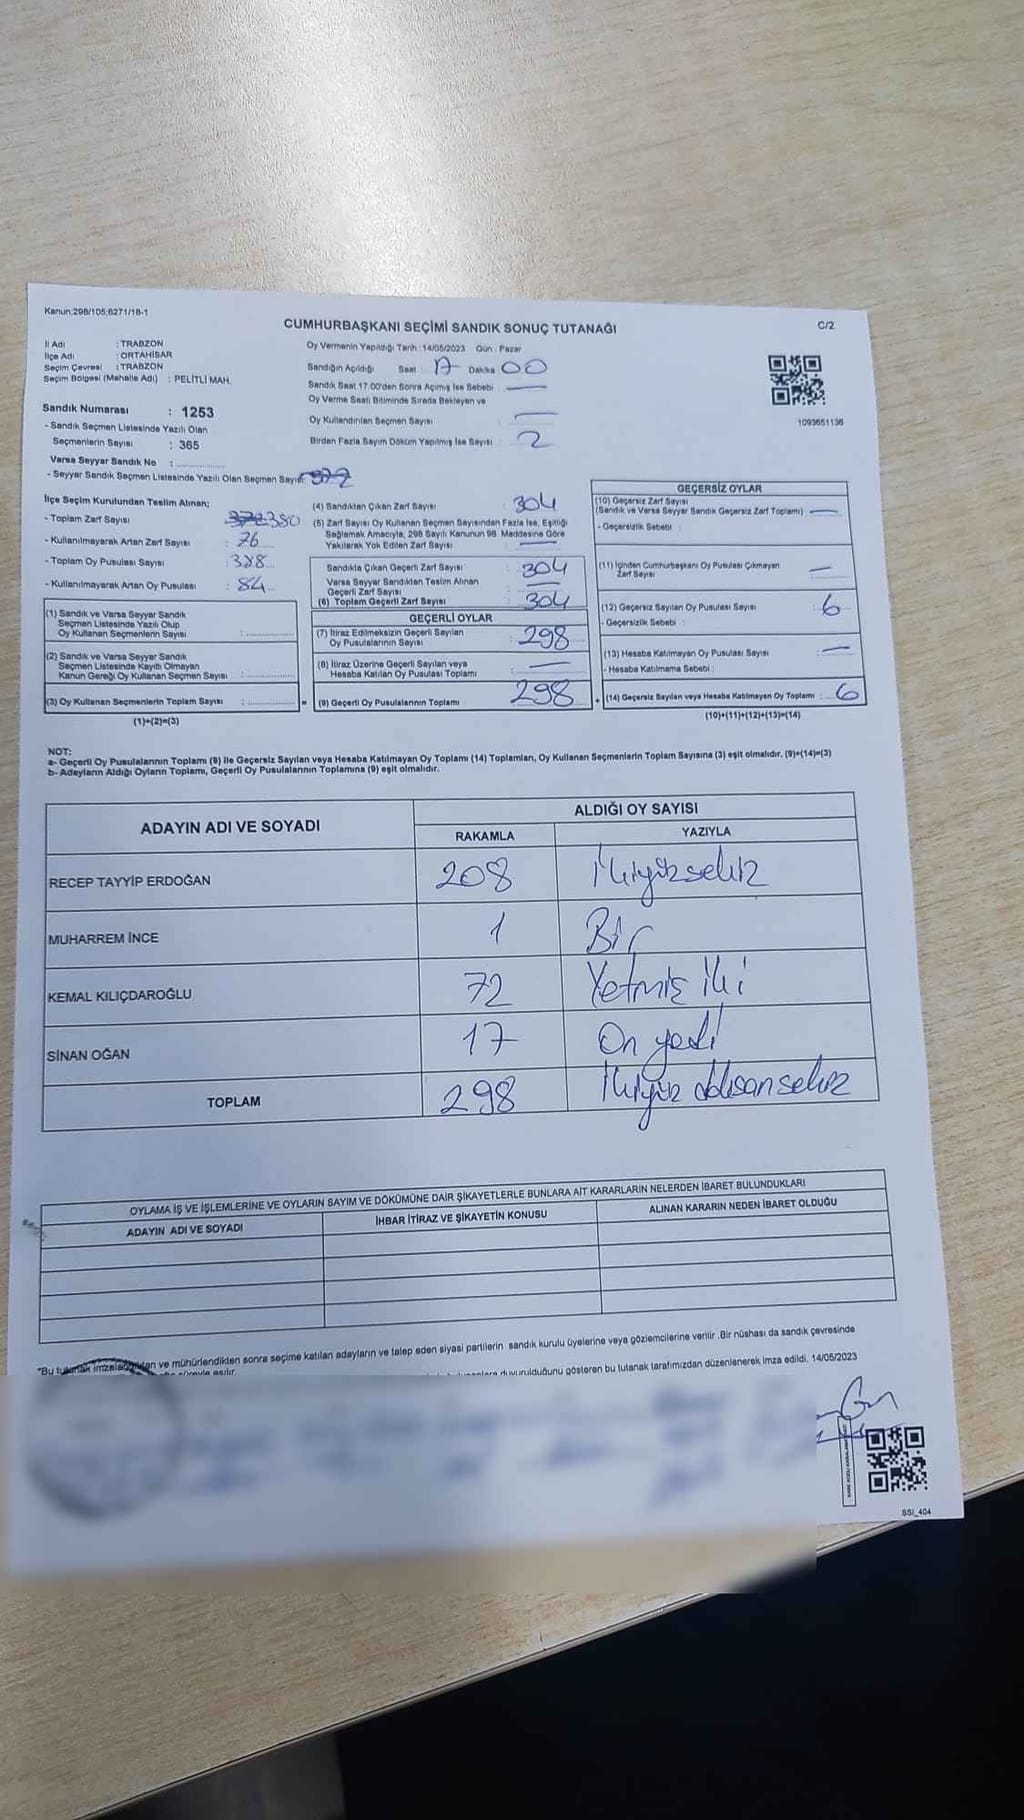 Kanun;298/105;6271/18-1
CUMHURBAŞKANI SEÇİMİ SANDIK SONUÇ TUTANAĞI
C/2
İl Adı : TRABZON
İlçe Adı : ORTAHİSAR
Seçim Çevresi : TRABZON
Seçim Bölgesi (Mahalle Adı) : PELİTLİ MAH.
Sandık Numarası : 1253
- Sandık Seçmen Listesinde Yazılı Olan
Seçmenlerin Sayısı : 365
Varsa Seyyar Sandık No :
- Seyyar Sandık Seçmen Listesinde Yazılı Olan Seçmen Sayısı
Oy Vermenin Yapıldığı Tarih :14/05/2023 Gün : Pazar
Sandığın Açıldığı Saat : 17 Dakika 00
Sandık Saat 17.00'den Sonra Açımış İse Sebebi : —
Oy Verme Saati Bitiminde Sırada Bekleyen ve
Oy Kullandırılan Seçmen Sayısı : —
Birden Fazla Sayım Döküm Yapılmış İse Sayısı : 2
1093651136
İlçe Seçim Kurulundan Teslim Alınan;
- Toplam Zarf Sayısı : 380
- Kullanılmayarak Artan Zarf Sayısı : 76
- Toplam Oy Pusulası Sayısı : 388
- Kullanılmayarak Artan Oy Pusulası : 84
(1) Sandık ve Varsa Seyyar Sandık
Seçmen Listesinde Yazılı Olup
Oy Kullanan Seçmenlerin Sayısı :
(2) Sandık ve Varsa Seyyar Sandık
Seçmen Listesinde Kayıtlı Olmayan
Kanun Gereği Oy Kullanan Seçmen Sayısı :
(3) Oy Kullanan Seçmenlerin Toplam Sayısı : =
(1)+(2)=(3)
(4) Sandıktan Çıkan Zarf Sayısı : 304
(5) Zarf Sayısı Oy Kullanan Seçmen Sayısından Fazla İse, Eşitliği
Sağlamak Amacıyla, 298 Sayılı Kanunun 98. Maddesine Göre
Yakılarak Yok Edilen Zarf Sayısı : —
Sandıkta Çıkan Geçerli Zarf Sayısı : 304
Varsa Seyyar Sandıktan Teslim Alınan
Geçerli Zarf Sayısı : —
(6) Toplam Geçerli Zarf Sayısı : 304
GEÇERLİ OYLAR
(7) İtiraz Edilmeksizin Geçerli Sayılan
Oy Pusulalarının Sayısı : 298
(8) İtiraz Üzerine Geçerli Sayılan veya
Hesaba Katılan Oy Pusulası Toplamı : —
(9) Geçerli Oy Pusulalarının Toplamı : 298 +
GEÇERSİZ OYLAR
(10) Geçersiz Zarf Sayısı
(Sandık ve Varsa Seyyar Sandık Geçersiz Zarf Toplamı) : —
- Geçersizlik Sebebi :
(11) İçinden Cumhurbaşkanı Oy Pusulası Çıkmayan
Zarf Sayısı : —
(12) Geçersiz Sayılan Oy Pusulası Sayısı : 6
- Geçersizlik Sebebi :
(13) Hesaba Katılmayan Oy Pusulası Sayısı : —
- Hesaba Katılmama Sebebi :
(14) Geçersiz Sayılan veya Hesaba Katılmayan Oy Toplamı : 6
(10)+(11)+(12)+(13)=(14)
NOT:
a- Geçerli Oy Pusulalarının Toplamı (9) ile Geçersiz Sayılan veya Hesaba Katılmayan Oy Toplamı (14) Toplamları, Oy Kullanan Seçmenlerin Toplam Sayısına (3) eşit olmalıdır. (9)+(14)=(3)
b- Adayların Aldığı Oyların Toplamı, Geçerli Oy Pusulalarının Toplamına (9) eşit olmalıdır.
ADAYIN ADI VE SOYADI ALDIĞI OY SAYISI
RAKAMLA YAZIYLA
RECEP TAYYİP ERDOĞAN 208 İkiyüzsekiz
MUHARREM İNCE 1 Bir
KEMAL KILIÇDAROĞLU 72 Yetmiş iki
SİNAN OĞAN 17 On yedi
TOPLAM 298 İkiyüz doksan sekiz
OYLAMA İŞ VE İŞLEMLERİNE VE OYLARIN SAYIM VE DÖKÜMÜNE DAİR ŞİKAYETLERLE BUNLARA AİT KARARLARIN NELERDEN İBARET BULUNDUKLARI
ADAYIN ADI VE SOYADI İHBAR İTİRAZ VE ŞİKAYETİN KONUSU ALINAN KARARIN NEDEN İBARET OLDUĞU
"Bu tutanak ve mühürlendikten sonra seçime katılan adayların ve talep eden siyasi partilerin sandık kurulu üyelerine veya gözlemcilerine verilir .Bir nüshası da sandık çevresinde
duyurulduğunu gösteren bu tutanak tarafımızdan düzenlenerek imza edildi. 14/05/2023
SSI_404